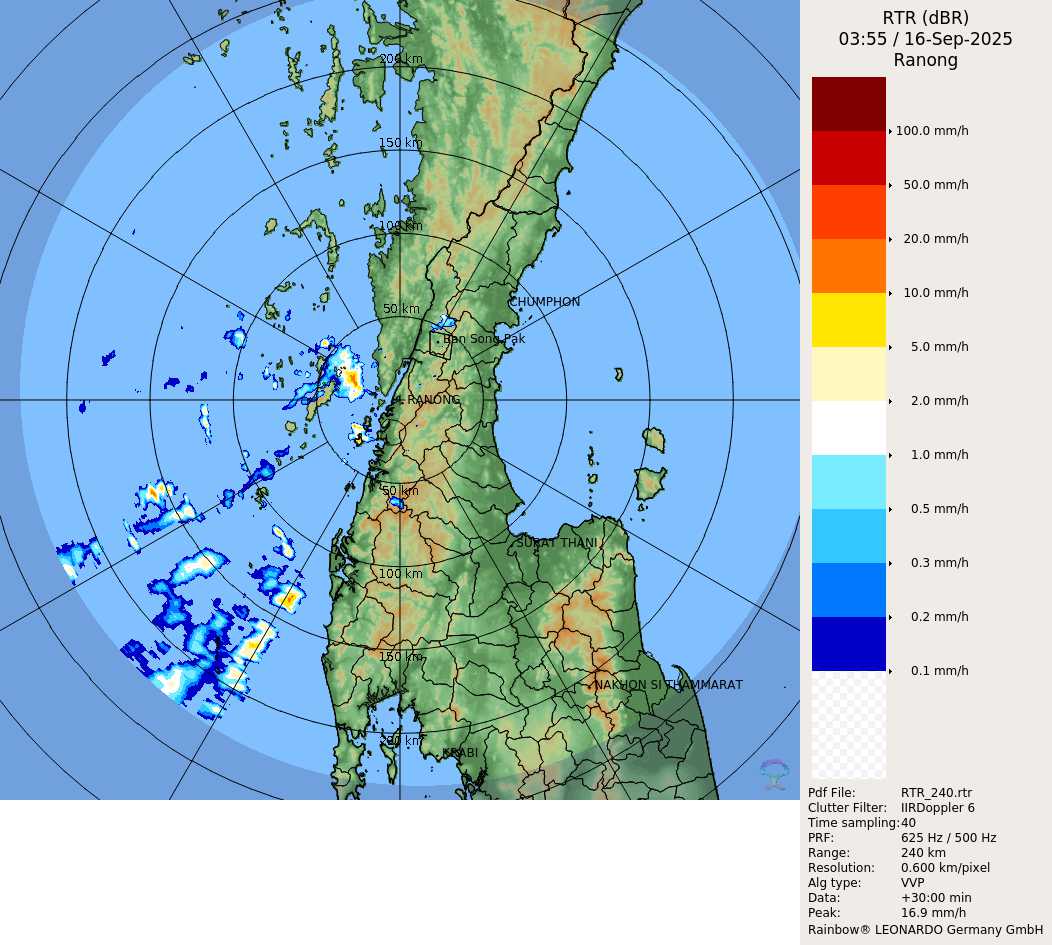 RTR (dBR)
03:55 / 16-Sep-2025
Ranong
200 km
150 km
100 km
50 km
CHUMPHON
Ban Song Pak
RANONG
50 km
SURAT THANI
100 km
150 km
NAKHON SI THAMMARAT
200 km
KRABI
100.0 mm/h
50.0 mm/h
20.0 mm/h
10.0 mm/h
5.0 mm/h
2.0 mm/h
1.0 mm/h
0.5 mm/h
0.3 mm/h
0.2 mm/h
0.1 mm/h
Pdf File: RTR_240.rtr
Clutter Filter: IIRDoppler 6
Time sampling:40
PRF: 625 Hz / 500 Hz
Range: 240 km
Resolution: 0.600 km/pixel
Alg type: VVP
Data: +30:00 min
Peak: 16.9 mm/h
Rainbow® LEONARDO Germany GmbH